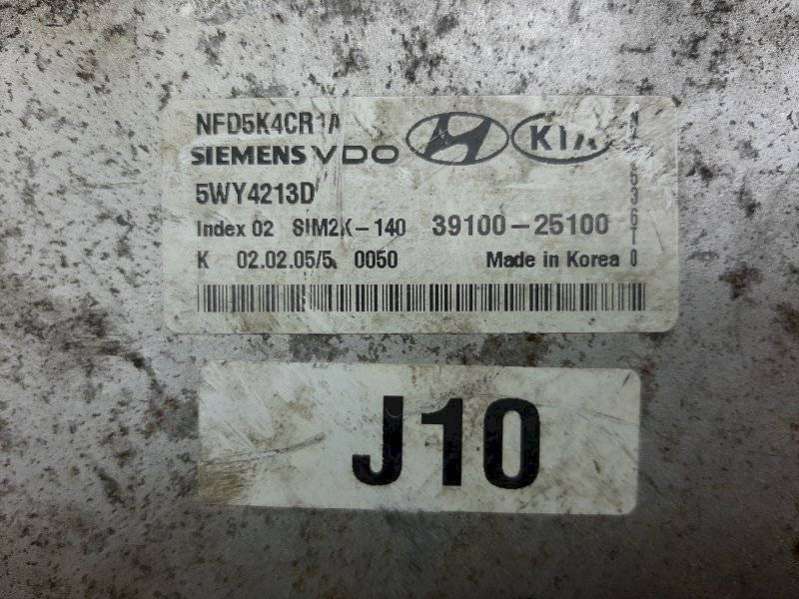 NFD5K4CR1A
SIEMENS VDO
KIA
5WY4213D
Index 02 SIM2K-140 39100-25100
K 02.02.05/5 0050 Made in Korea
J10